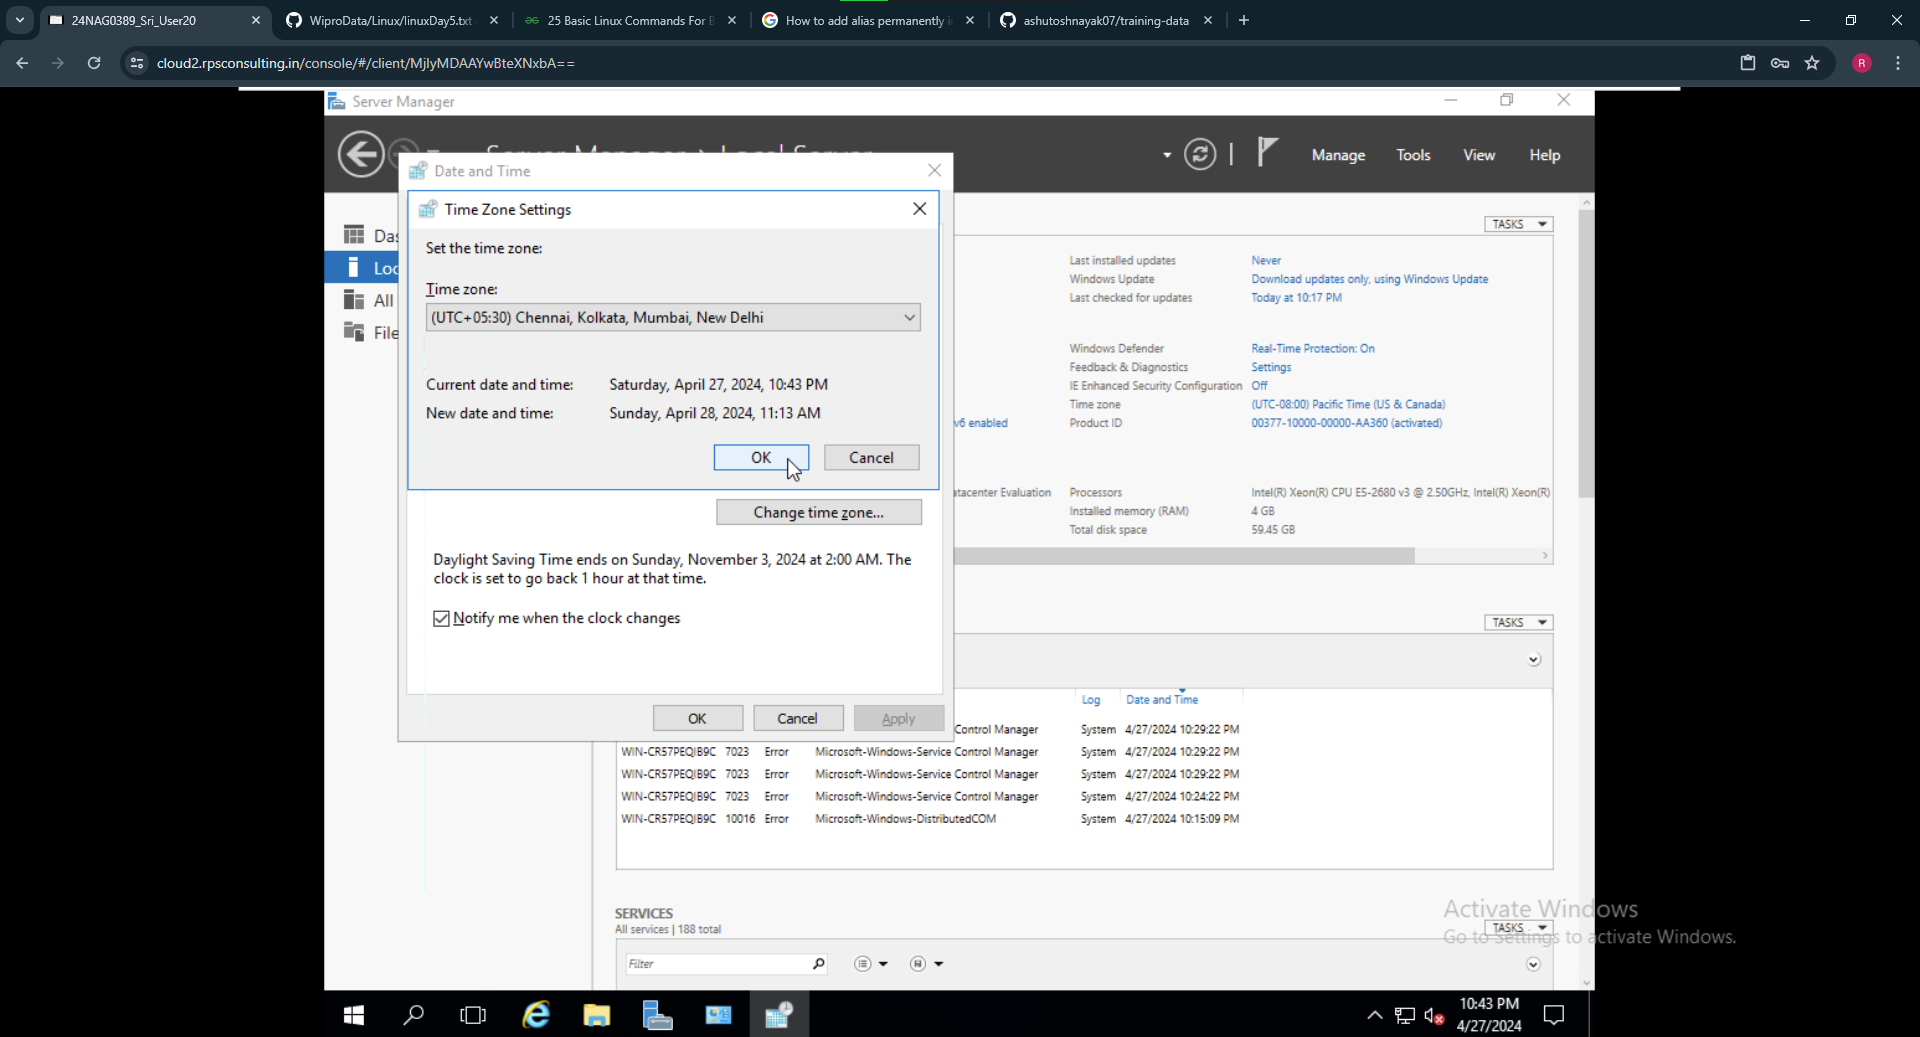 24NAG0389_Sri_User20
WiproData/Linux/linuxDay5.txt
25 Basic Linux Commands For B
How to add alias permanently i
ashutoshnayak07/training-data
cloud2.rpsconsulting.in/console/#/client/MjIyMDAAYwBteXNxbA==
R
Server Manager
Manage
Tools
View
Help
Date and Time
Time Zone Settings
Set the time zone:
Time zone:
(UTC+05:30) Chennai, Kolkata, Mumbai, New Delhi
Current date and time: Saturday, April 27, 2024, 10:43 PM
New date and time: Sunday, April 28, 2024, 11:13 AM
OK
Cancel
Change time zone...
Daylight Saving Time ends on Sunday, November 3, 2024 at 2:00 AM. The
clock is set to go back 1 hour at that time.
Notify me when the clock changes
OK
Cancel
Apply
Das
Loc
All
File
TASKS
Last installed updates Never
Windows Update Download updates only, using Windows Update
Last checked for updates Today at 10:17 PM
Windows Defender Real-Time Protection: On
Feedback & Diagnostics Settings
IE Enhanced Security Configuration Off
Time zone (UTC-08:00) Pacific Time (US & Canada)
v6 enabled Product ID 00377-10000-00000-AA360 (activated)
tacenter Evaluation Processors Intel(R) Xeon(R) CPU E5-2680 v3 @ 2.50GHz, Intel(R) Xeon(R)
Installed memory (RAM) 4 GB
Total disk space 59.45 GB
TASKS
Log Date and Time
Control Manager System 4/27/2024 10:29:22 PM
WIN-CR57PEQIB9C 7023 Error Microsoft-Windows-Service Control Manager System 4/27/2024 10:29:22 PM
WIN-CR57PEQIB9C 7023 Error Microsoft-Windows-Service Control Manager System 4/27/2024 10:29:22 PM
WIN-CR57PEQIB9C 7023 Error Microsoft-Windows-Service Control Manager System 4/27/2024 10:24:22 PM
WIN-CR57PEQIB9C 10016 Error Microsoft-Windows-DistributedCOM System 4/27/2024 10:15:09 PM
SERVICES
All services | 188 total
TASKS
Filter
Activate Windows
Go to Settings to activate Windows.
10:43 PM
4/27/2024